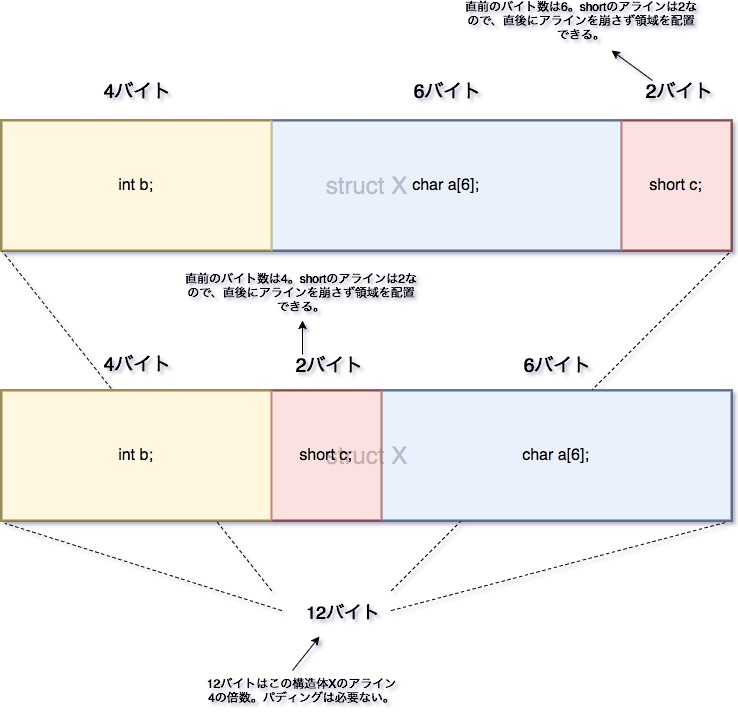 直前のバイト数は6。shortのアラインは2な
ので、直後にアラインを崩さず領域を配置
できる。
4バイト
6バイト
2バイト
int b;
struct X
char a[6];
short c;
直前のバイト数は4。shortのアラインは2な
ので、直後にアラインを崩さず領域を配置
できる。
4バイト
2バイト
6バイト
int b;
short c;
struct X
char a[6];
12バイト
12バイトはこの構造体Xのアライン
4の倍数。パディングは必要ない。